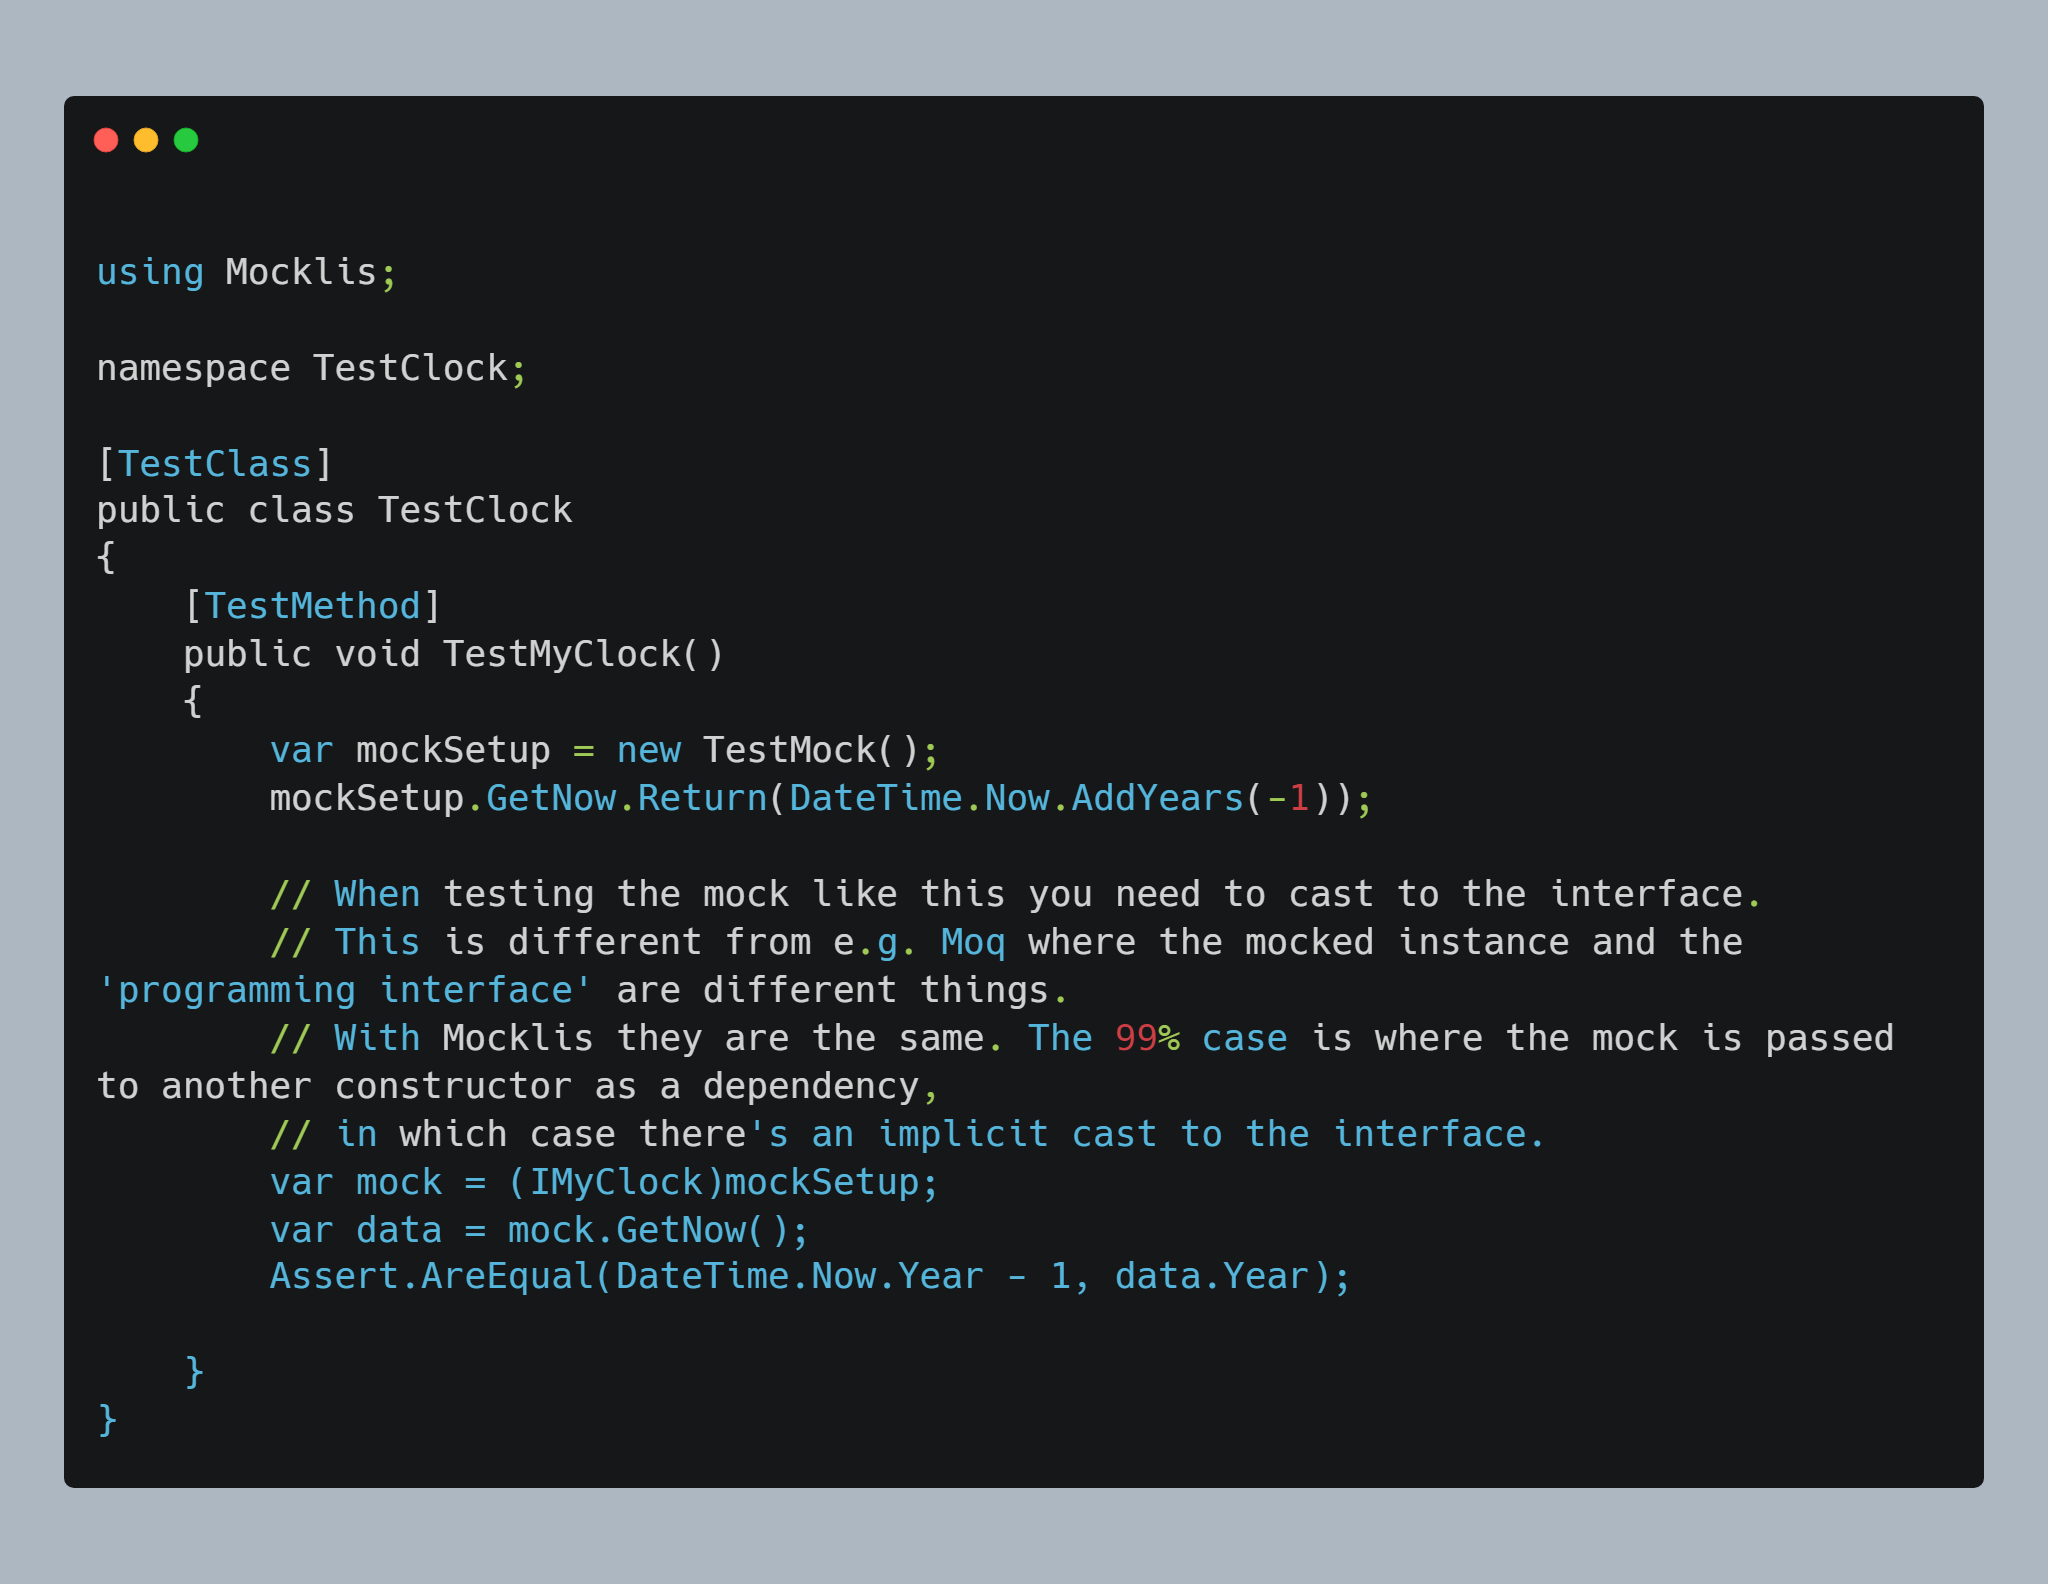 using Mocklis;
namespace TestClock;
[TestClass]
public class TestClock
{
    [TestMethod]
    public void TestMyClock()
    {
        var mockSetup = new TestMock();
        mockSetup.GetNow.Return(DateTime.Now.AddYears(-1));
        // When testing the mock like this you need to cast to the interface.
        // This is different from e.g. Moq where the mocked instance and the
'programming interface' are different things.
        // With Mocklis they are the same. The 99% case is where the mock is passed
to another constructor as a dependency,
        // in which case there's an implicit cast to the interface.
        var mock = (IMyClock)mockSetup;
        var data = mock.GetNow();
        Assert.AreEqual(DateTime.Now.Year - 1, data.Year);
    }
}